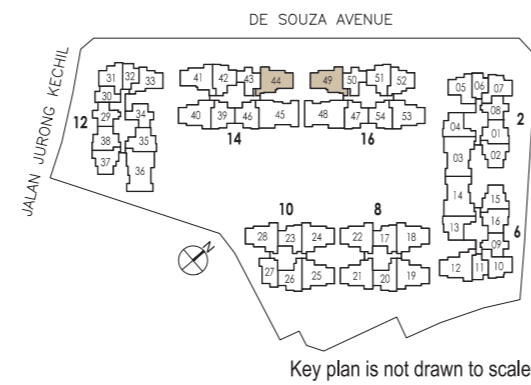 DE SOUZA AVENUE
JALAN JURONG KECHIL
31 32 33 41 42 43 44 49 50 51 52 05 06 07
30 08
12 29 34 40 39 46 45 48 47 54 53 04 01 2
38 35 14 16 03 02
37 36
14 15
10 8 16
28 23 24 22 17 18 13 09 6
27 26 25 21 20 19 12 11 10
N
Key plan is not drawn to scale